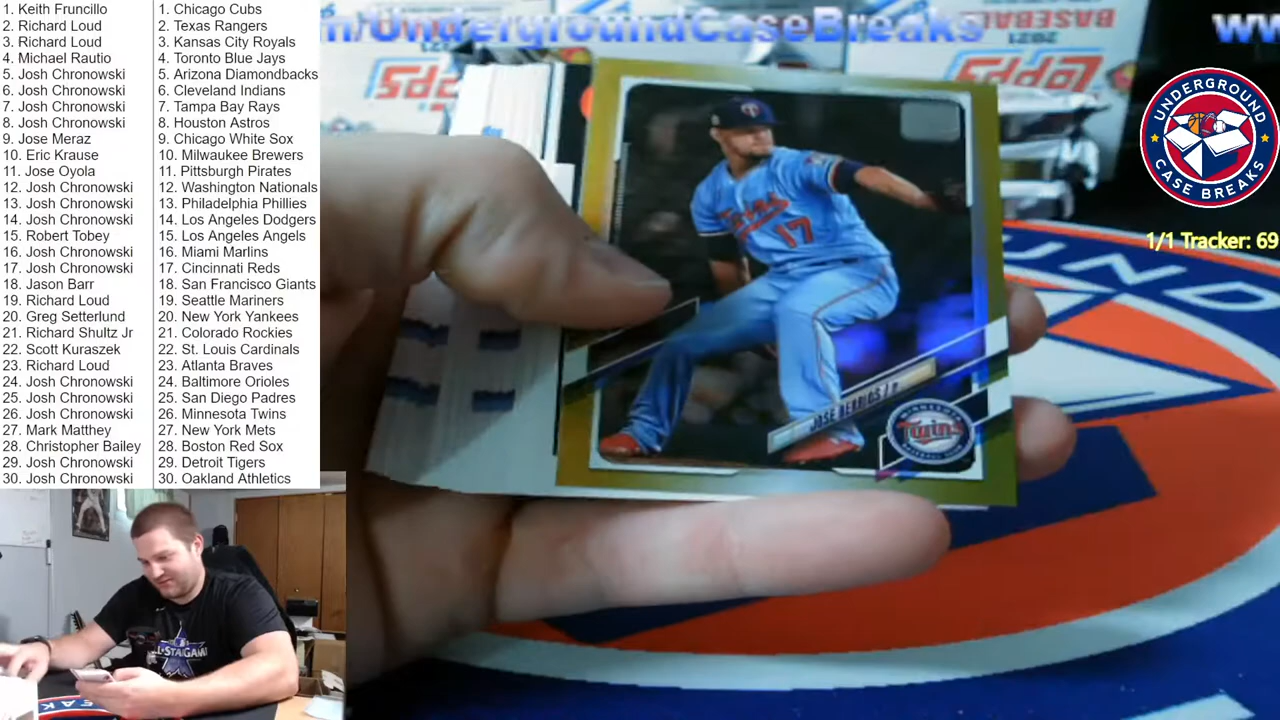 1. Keith Fruncillo
2. Richard Loud
3. Richard Loud
4. Michael Rautio
5. Josh Chronowski
6. Josh Chronowski
7. Josh Chronowski
8. Josh Chronowski
9. Jose Meraz
10. Eric Krause
11. Jose Oyola
12. Josh Chronowski
13. Josh Chronowski
14. Josh Chronowski
15. Robert Tobey
16. Josh Chronowski
17. Josh Chronowski
18. Jason Barr
19. Richard Loud
20. Greg Setterlund
21. Richard Shultz Jr
22. Scott Kuraszek
23. Richard Loud
24. Josh Chronowski
25. Josh Chronowski
26. Josh Chronowski
27. Mark Matthey
28. Christopher Bailey
29. Josh Chronowski
30. Josh Chronowski
1. Chicago Cubs
2. Texas Rangers
3. Kansas City Royals
4. Toronto Blue Jays
5. Arizona Diamondbacks
6. Cleveland Indians
7. Tampa Bay Rays
8. Houston Astros
9. Chicago White Sox
10. Milwaukee Brewers
11. Pittsburgh Pirates
12. Washington Nationals
13. Philadelphia Phillies
14. Los Angeles Dodgers
15. Los Angeles Angels
16. Miami Marlins
17. Cincinnati Reds
18. San Francisco Giants
19. Seattle Mariners
20. New York Yankees
21. Colorado Rockies
22. St. Louis Cardinals
23. Atlanta Braves
24. Baltimore Orioles
25. San Diego Padres
26. Minnesota Twins
27. New York Mets
28. Boston Red Sox
29. Detroit Tigers
30. Oakland Athletics
/UndergroundCaseBreaks
ww
BASEBALL
2021
Topps
Topps
UNDERGROUND
CASE BREAKS
1/1 Tracker: 69
Twins
17
JOSE BERRIOS / P
MINNESOTA
Twins
UND